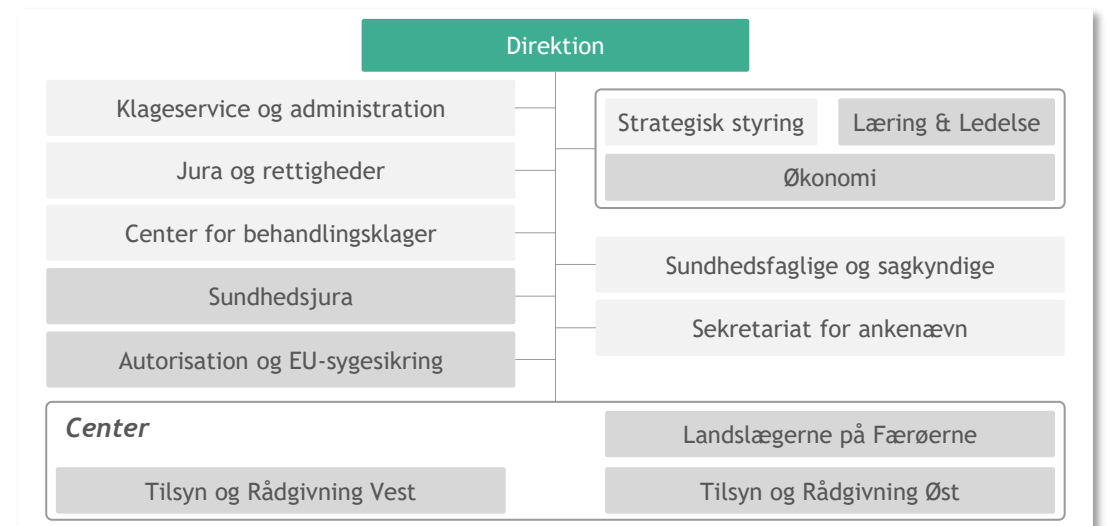 Direktion
Klageservice og administration
Jura og rettigheder
Center for behandlingsklager
Sundhedsjura
Autorisation og EU-sygesikring
Strategisk styring
Læring & Ledelse
Økonomi
Sundhedsfaglige og sagkyndige
Sekretariat for ankenævn
Center
Landslægerne på Færøerne
Tilsyn og Rådgivning Vest
Tilsyn og Rådgivning Øst